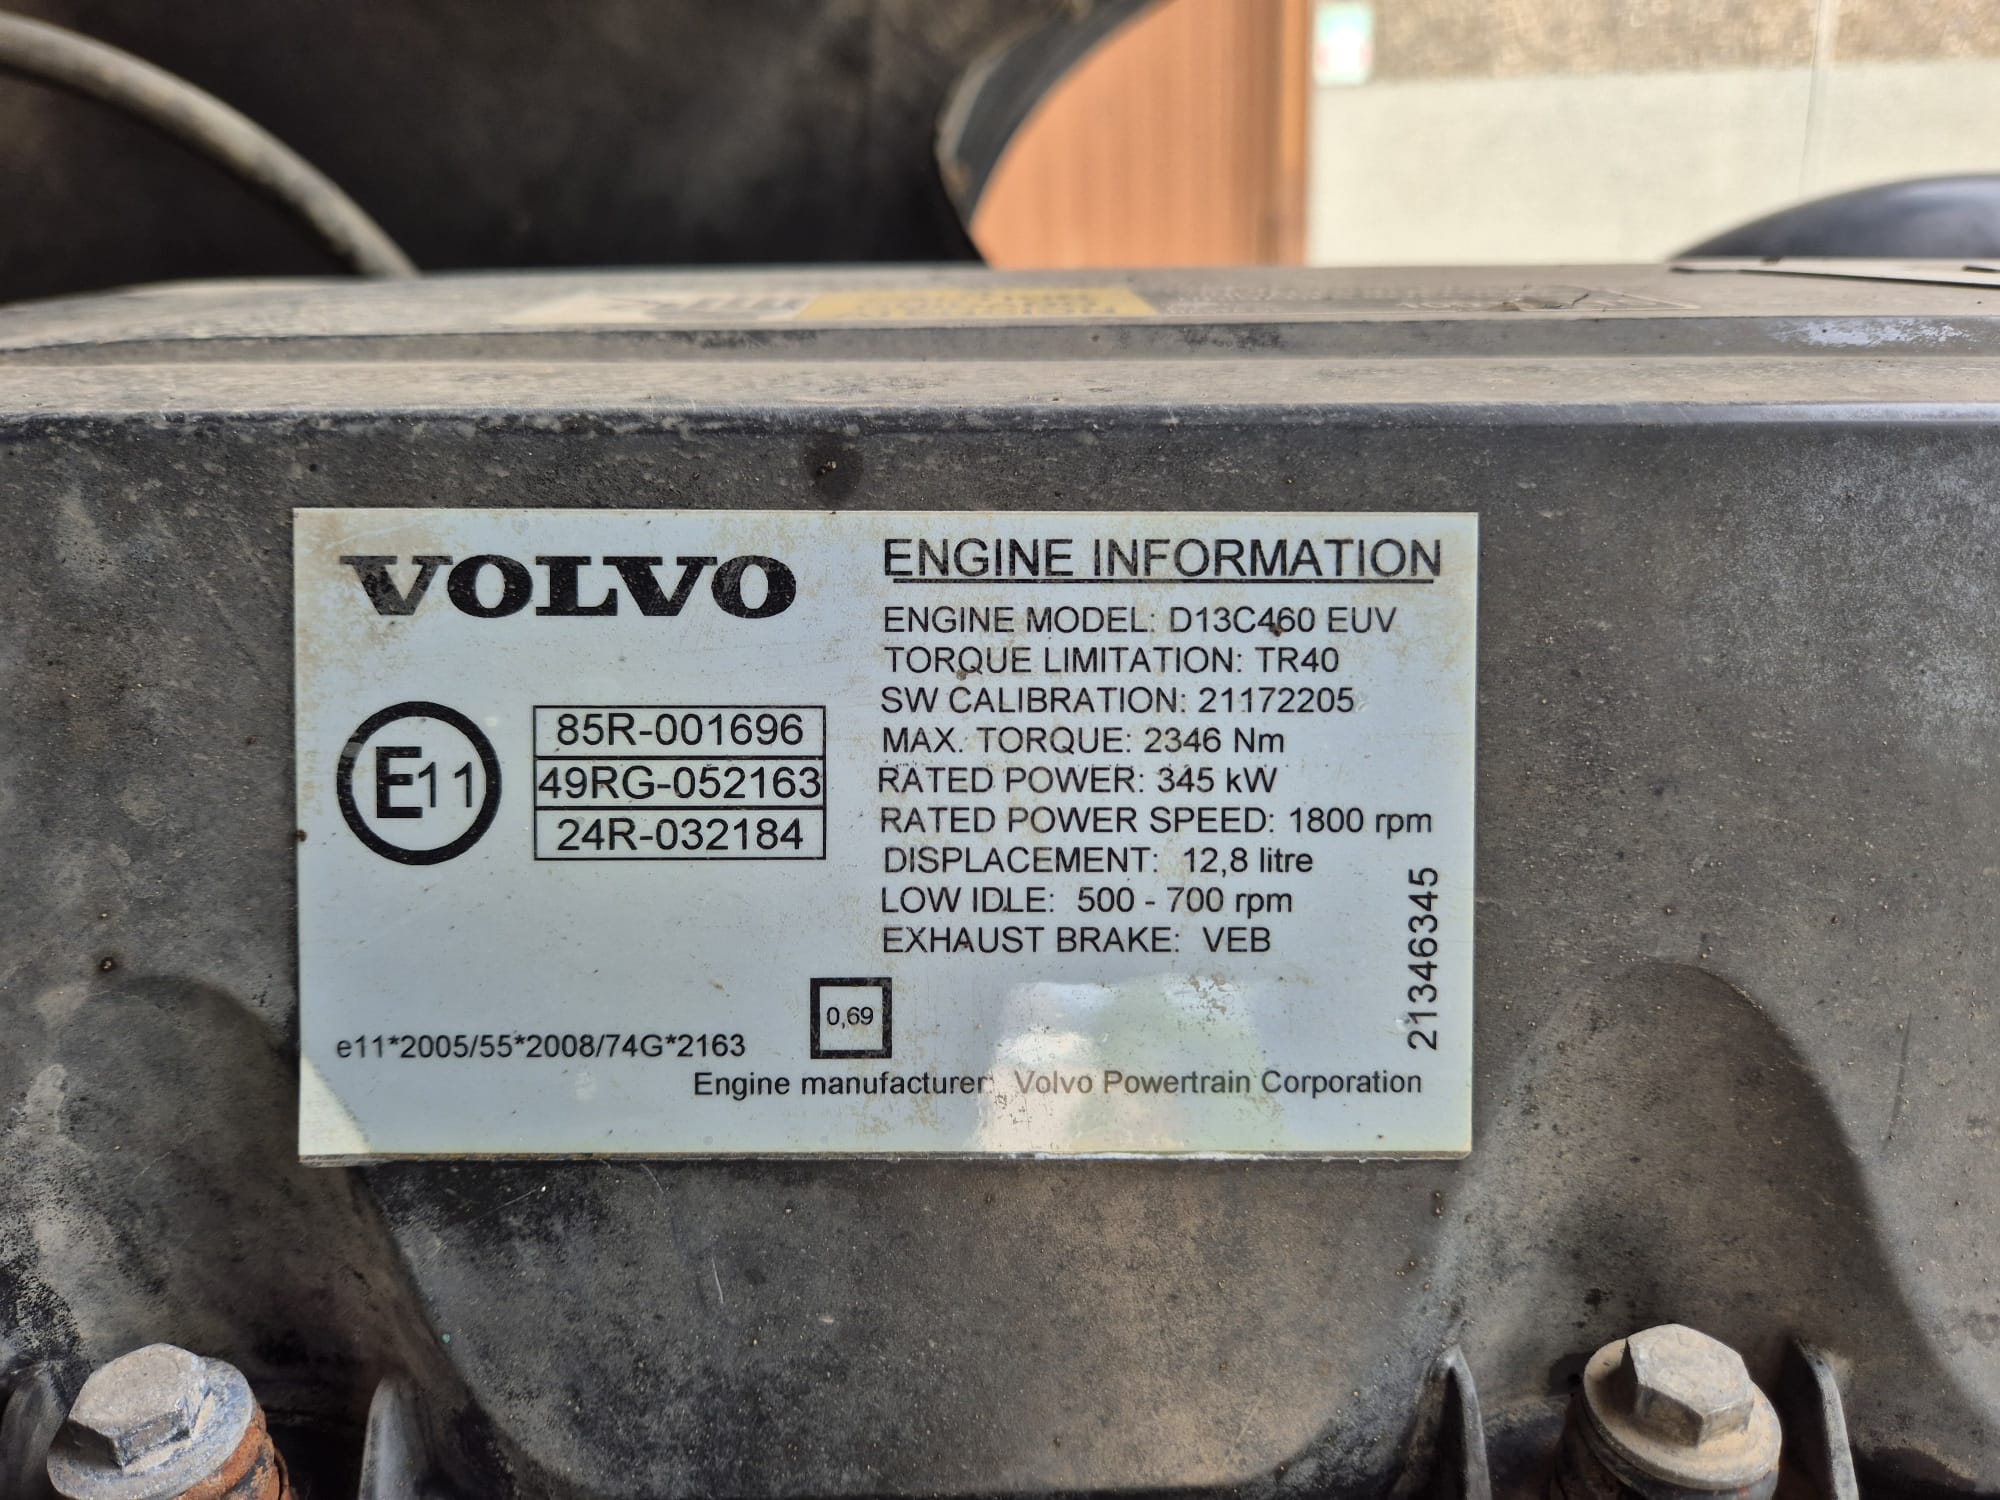 VOLVO
E11
85R-001696
49RG-052163
24R-032184
e11*2005/55*2008/74G*2163
0,69
ENGINE INFORMATION
ENGINE MODEL: D13C460 EUV
TORQUE LIMITATION: TR40
SW CALIBRATION: 21172205
MAX. TORQUE: 2346 Nm
RATED POWER: 345 kW
RATED POWER SPEED: 1800 rpm
DISPLACEMENT: 12,8 litre
LOW IDLE: 500 - 700 rpm
EXHAUST BRAKE: VEB
21346345
Engine manufacturer: Volvo Powertrain Corporation